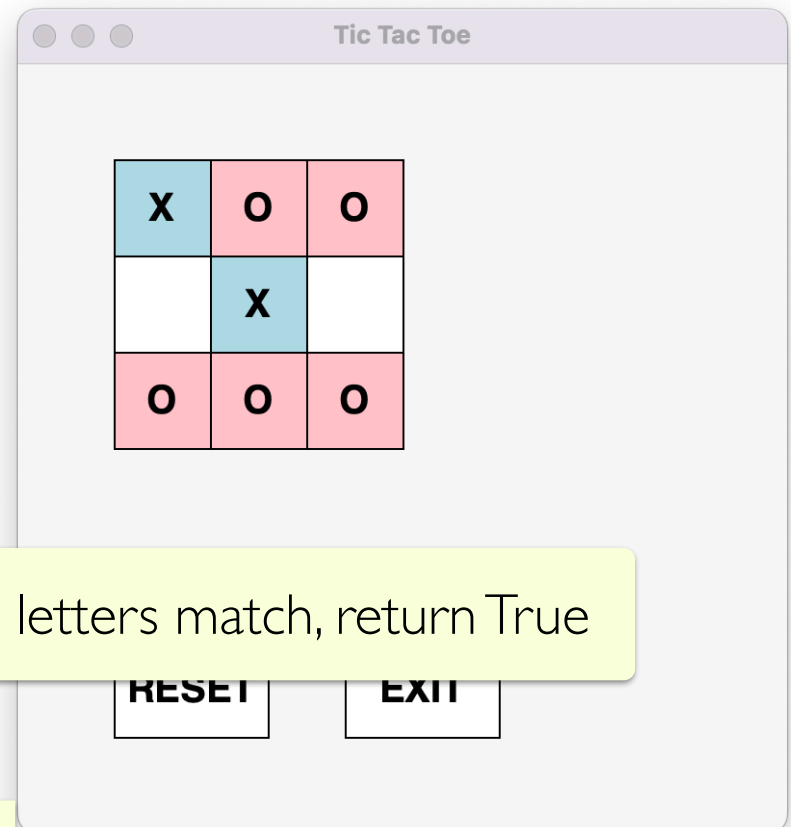 Tic Tac Toe
X O O
X
O O O
letters match, return True
RESET EXIT